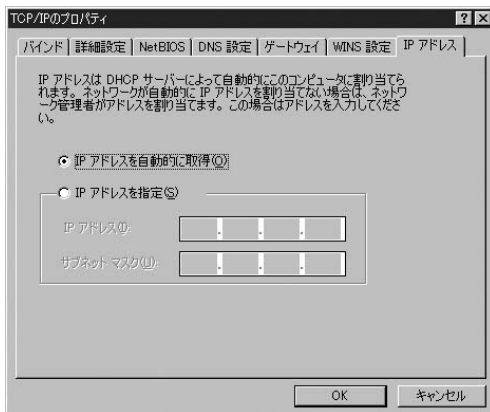 TCP/IPのプロパティ
バインド 詳細設定 NetBIOS DNS 設定 ゲートウェイ WINS 設定 IP アドレス
IP アドレスは DHCP サーバーによって自動的にこのコンピュータに割り当てら
れます。ネットワークが自動的に IP アドレスを割り当てない場合は、ネットワ
ーク管理者がアドレスを割り当てます。この場合はアドレスを入力してくださ
い。
IP アドレスを自動的に取得(O)
IP アドレスを指定(S)
IP アドレス(I):
サブネット マスク(U):
OK キャンセル